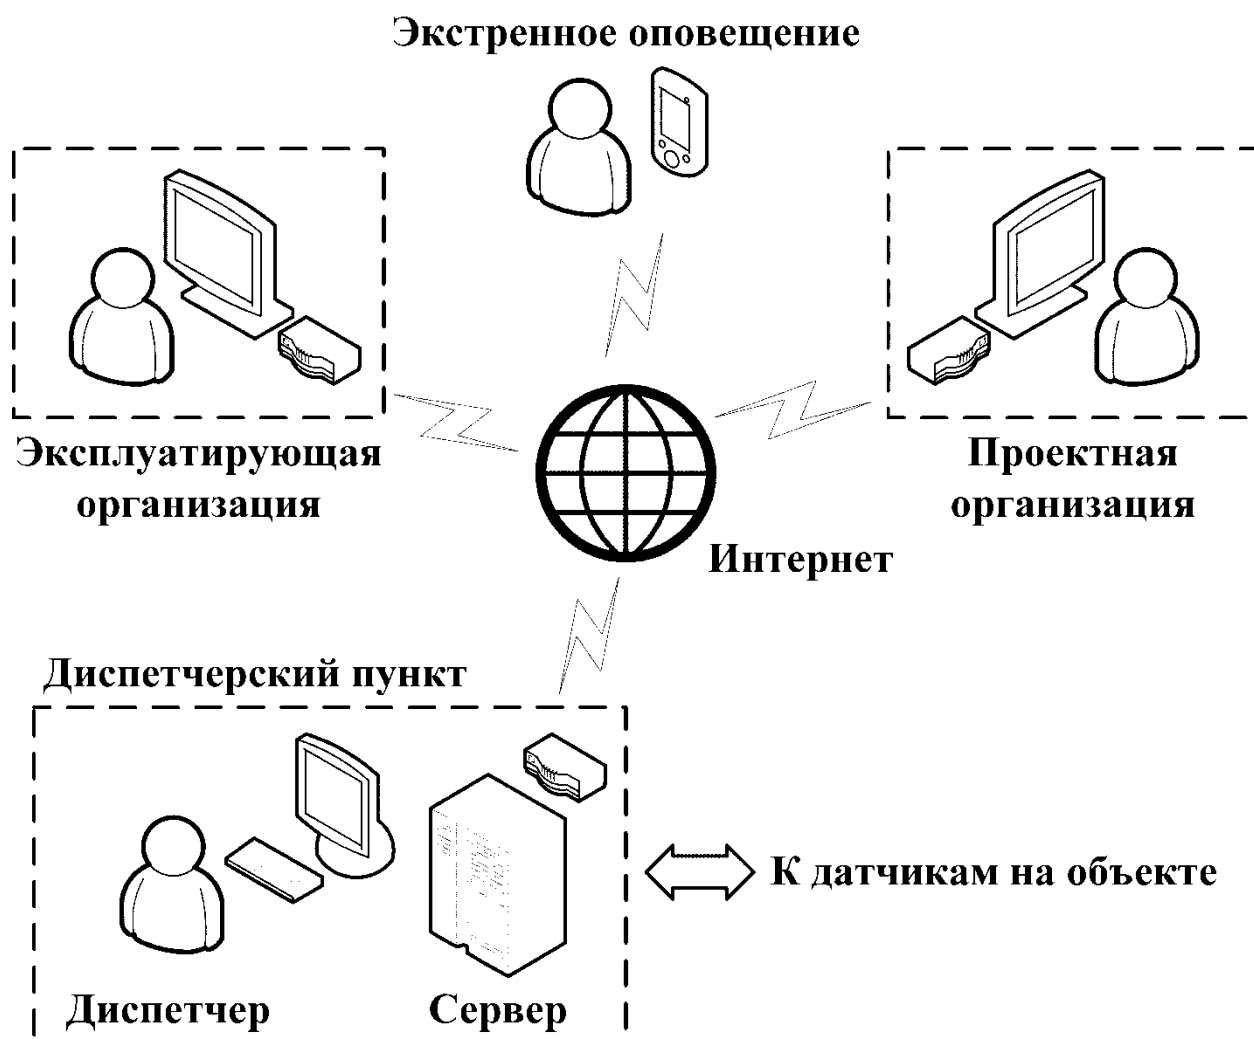 Экстренное оповещение
Эксплуатирующая
организация
Проектная
организация
Интернет
Диспетчерский пункт
К датчикам на объекте
Диспетчер
Сервер